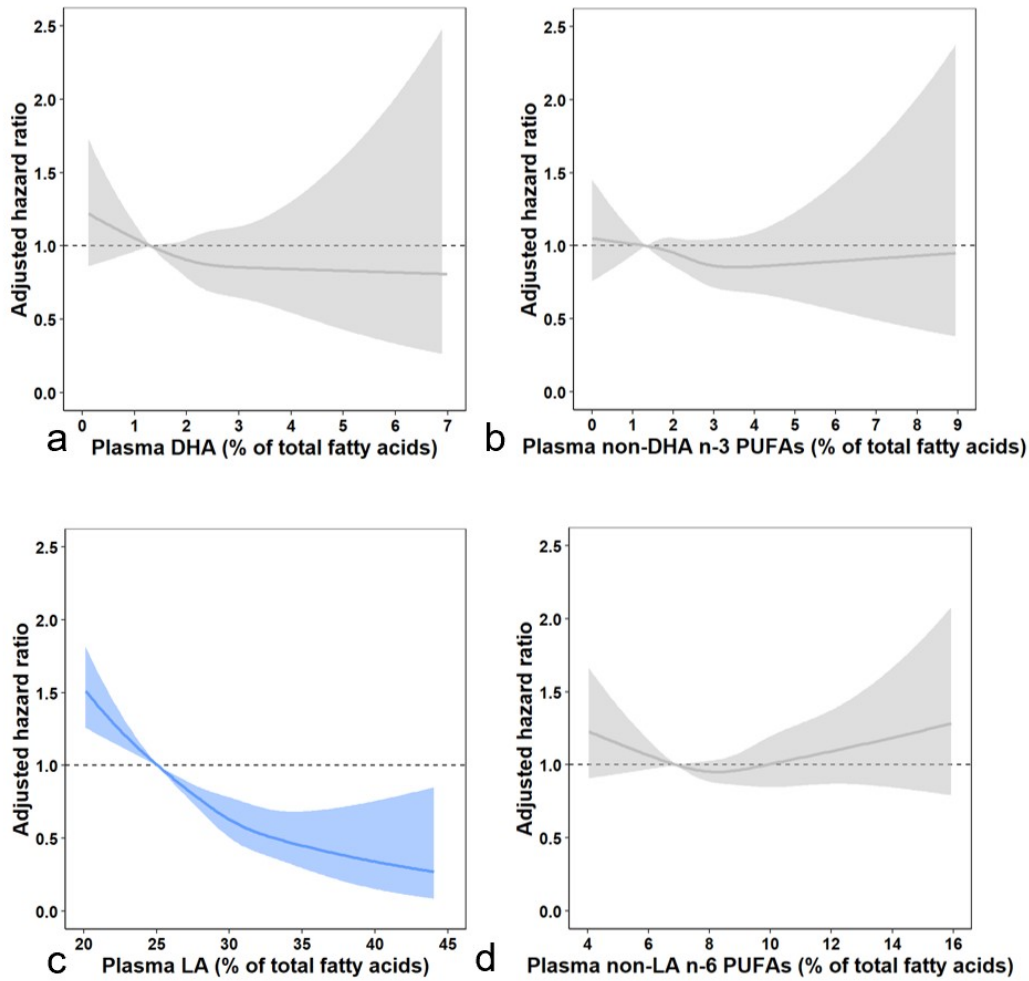 Adjusted hazard ratio
2.5
2.0
1.5
1.0
0.5
0.0
0 1 2 3 4 5 6 7
a
Plasma DHA (% of total fatty acids)
Adjusted hazard ratio
2.5
2.0
1.5
1.0
0.5
0.0
0 1 2 3 4 5 6 7 8 9
b
Plasma non-DHA n-3 PUFAs (% of total fatty acids)
Adjusted hazard ratio
2.5
2.0
1.5
1.0
0.5
0.0
20 25 30 35 40 45
c
Plasma LA (% of total fatty acids)
Adjusted hazard ratio
2.5
2.0
1.5
1.0
0.5
0.0
4 6 8 10 12 14 16
d
Plasma non-LA n-6 PUFAs (% of total fatty acids)